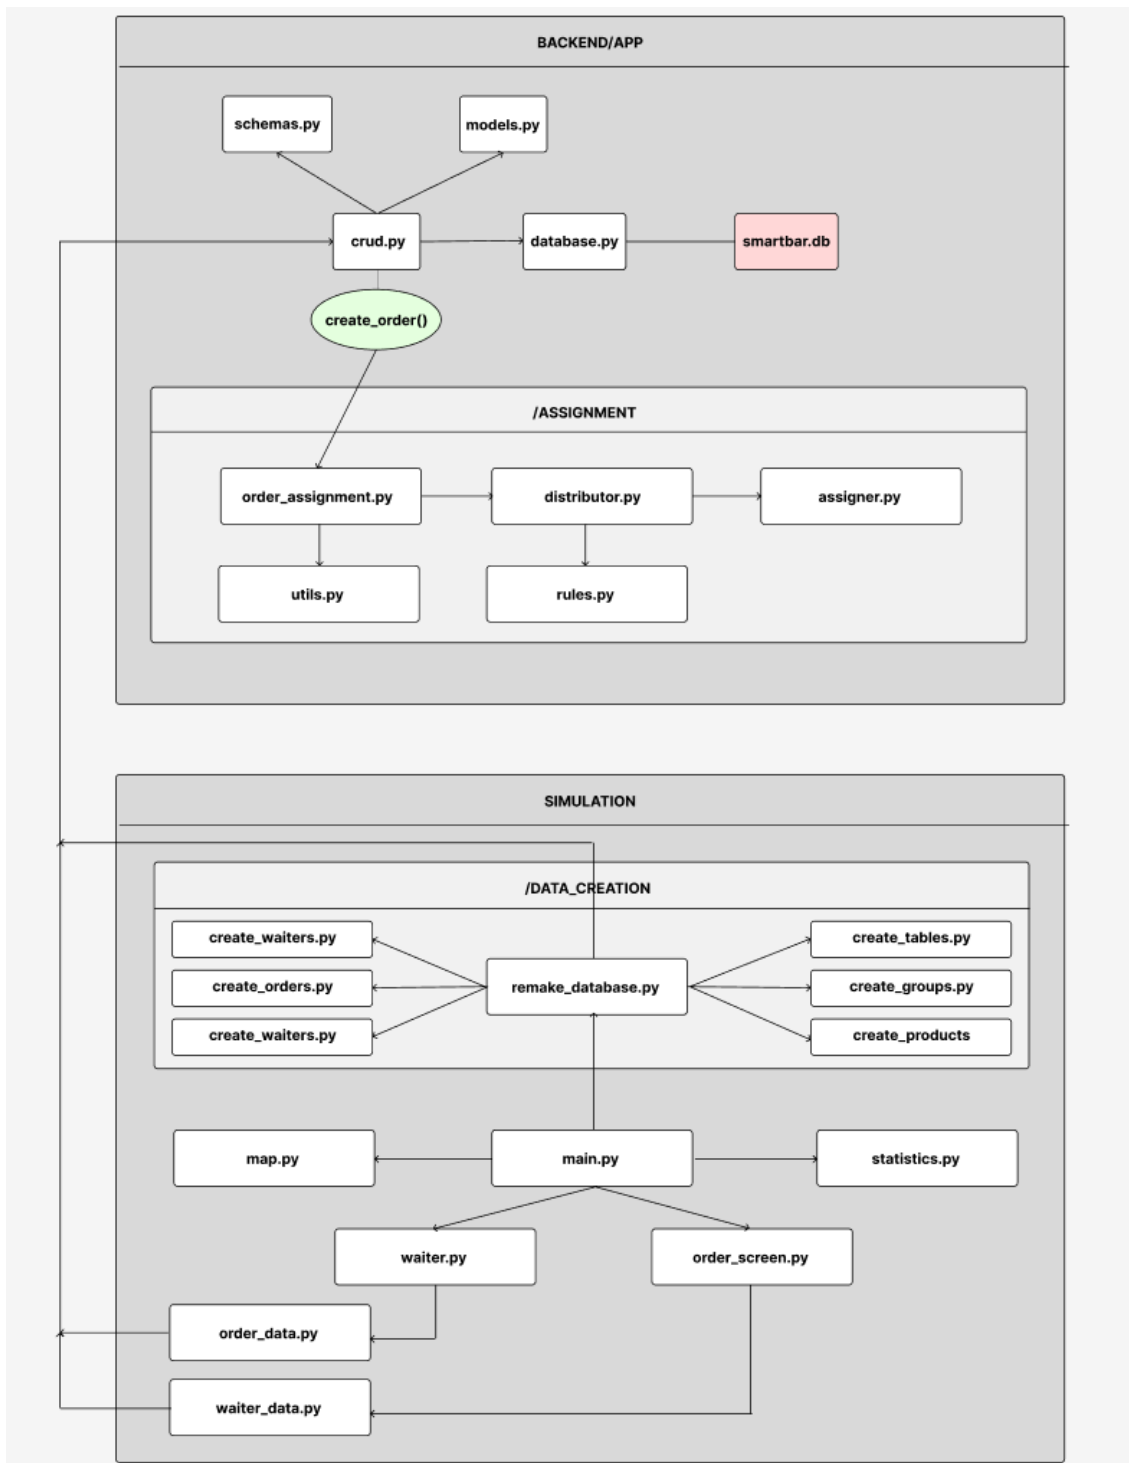 BACKEND/APP
schemas.py
models.py
crud.py
database.py
smartbar.db
create_order()
/ASSIGNMENT
order_assignment.py
distributor.py
assigner.py
utils.py
rules.py
SIMULATION
/DATA_CREATION
create_waiters.py
create_tables.py
create_orders.py
remake_database.py
create_groups.py
create_waiters.py
create_products
map.py
main.py
statistics.py
waiter.py
order_screen.py
order_data.py
waiter_data.py